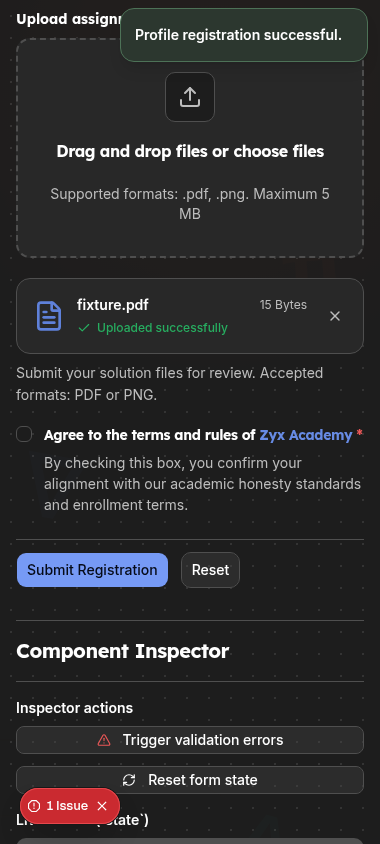 Upload assignm
Profile registration successful.
Drag and drop files or choose files
Supported formats: .pdf, .png. Maximum 5
MB
fixture.pdf
15 Bytes
Uploaded successfully
Submit your solution files for review. Accepted
formats: PDF or PNG.
Agree to the terms and rules of Zyx Academy *
By checking this box, you confirm your
alignment with our academic honesty standards
and enrollment terms.
Submit Registration
Reset
Component Inspector
Inspector actions
Trigger validation errors
Reset form state
1 Issue